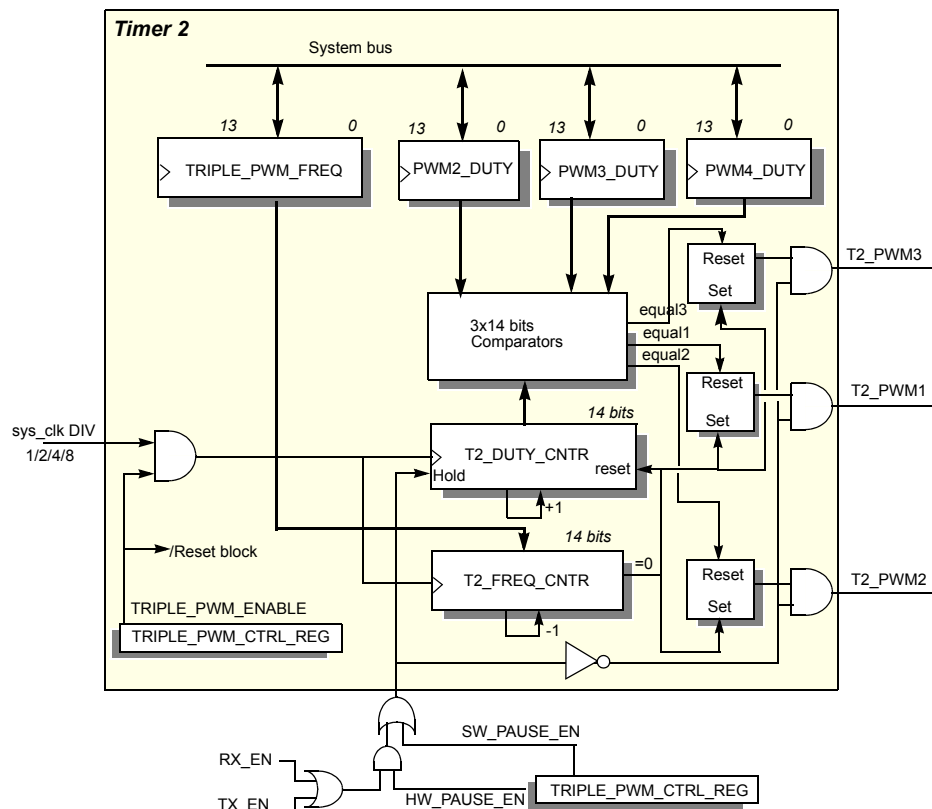 Timer 2
System bus
13 0 13 0 13 0 13 0
TRIPLE_PWM_FREQ
PWM2_DUTY
PWM3_DUTY
PWM4_DUTY
Reset
Set
T2_PWM3
3x14 bits
Comparators
equal3
equal1
equal2
Reset
Set
T2_PWM1
sys_clk DIV
1/2/4/8
14 bits
T2_DUTY_CNTR
Hold
reset
+1
/Reset block
14 bits
T2_FREQ_CNTR
=0
-1
Reset
Set
T2_PWM2
TRIPLE_PWM_ENABLE
TRIPLE_PWM_CTRL_REG
SW_PAUSE_EN
RX_EN
TX_EN
HW_PAUSE_EN
TRIPLE_PWM_CTRL_REG